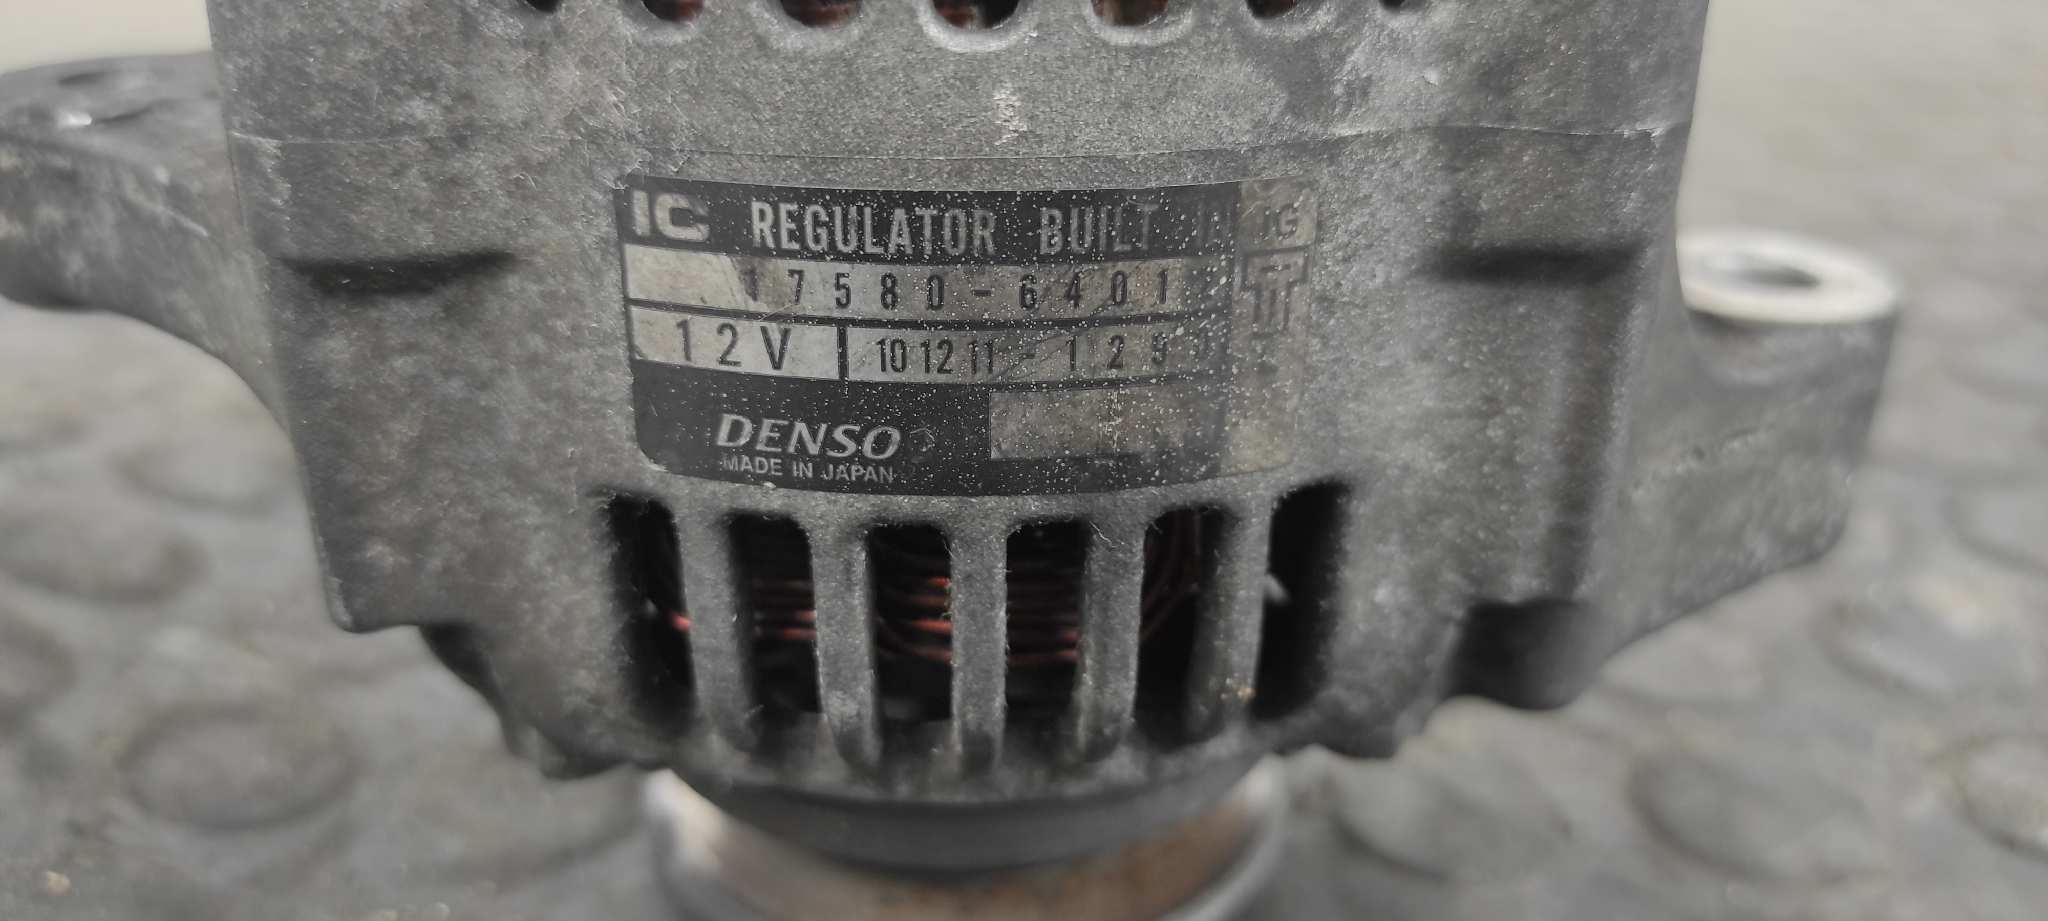 IC REGULATOR BUILT
17580-6401
12V 101211-129
DENSO
MADE IN JAPAN